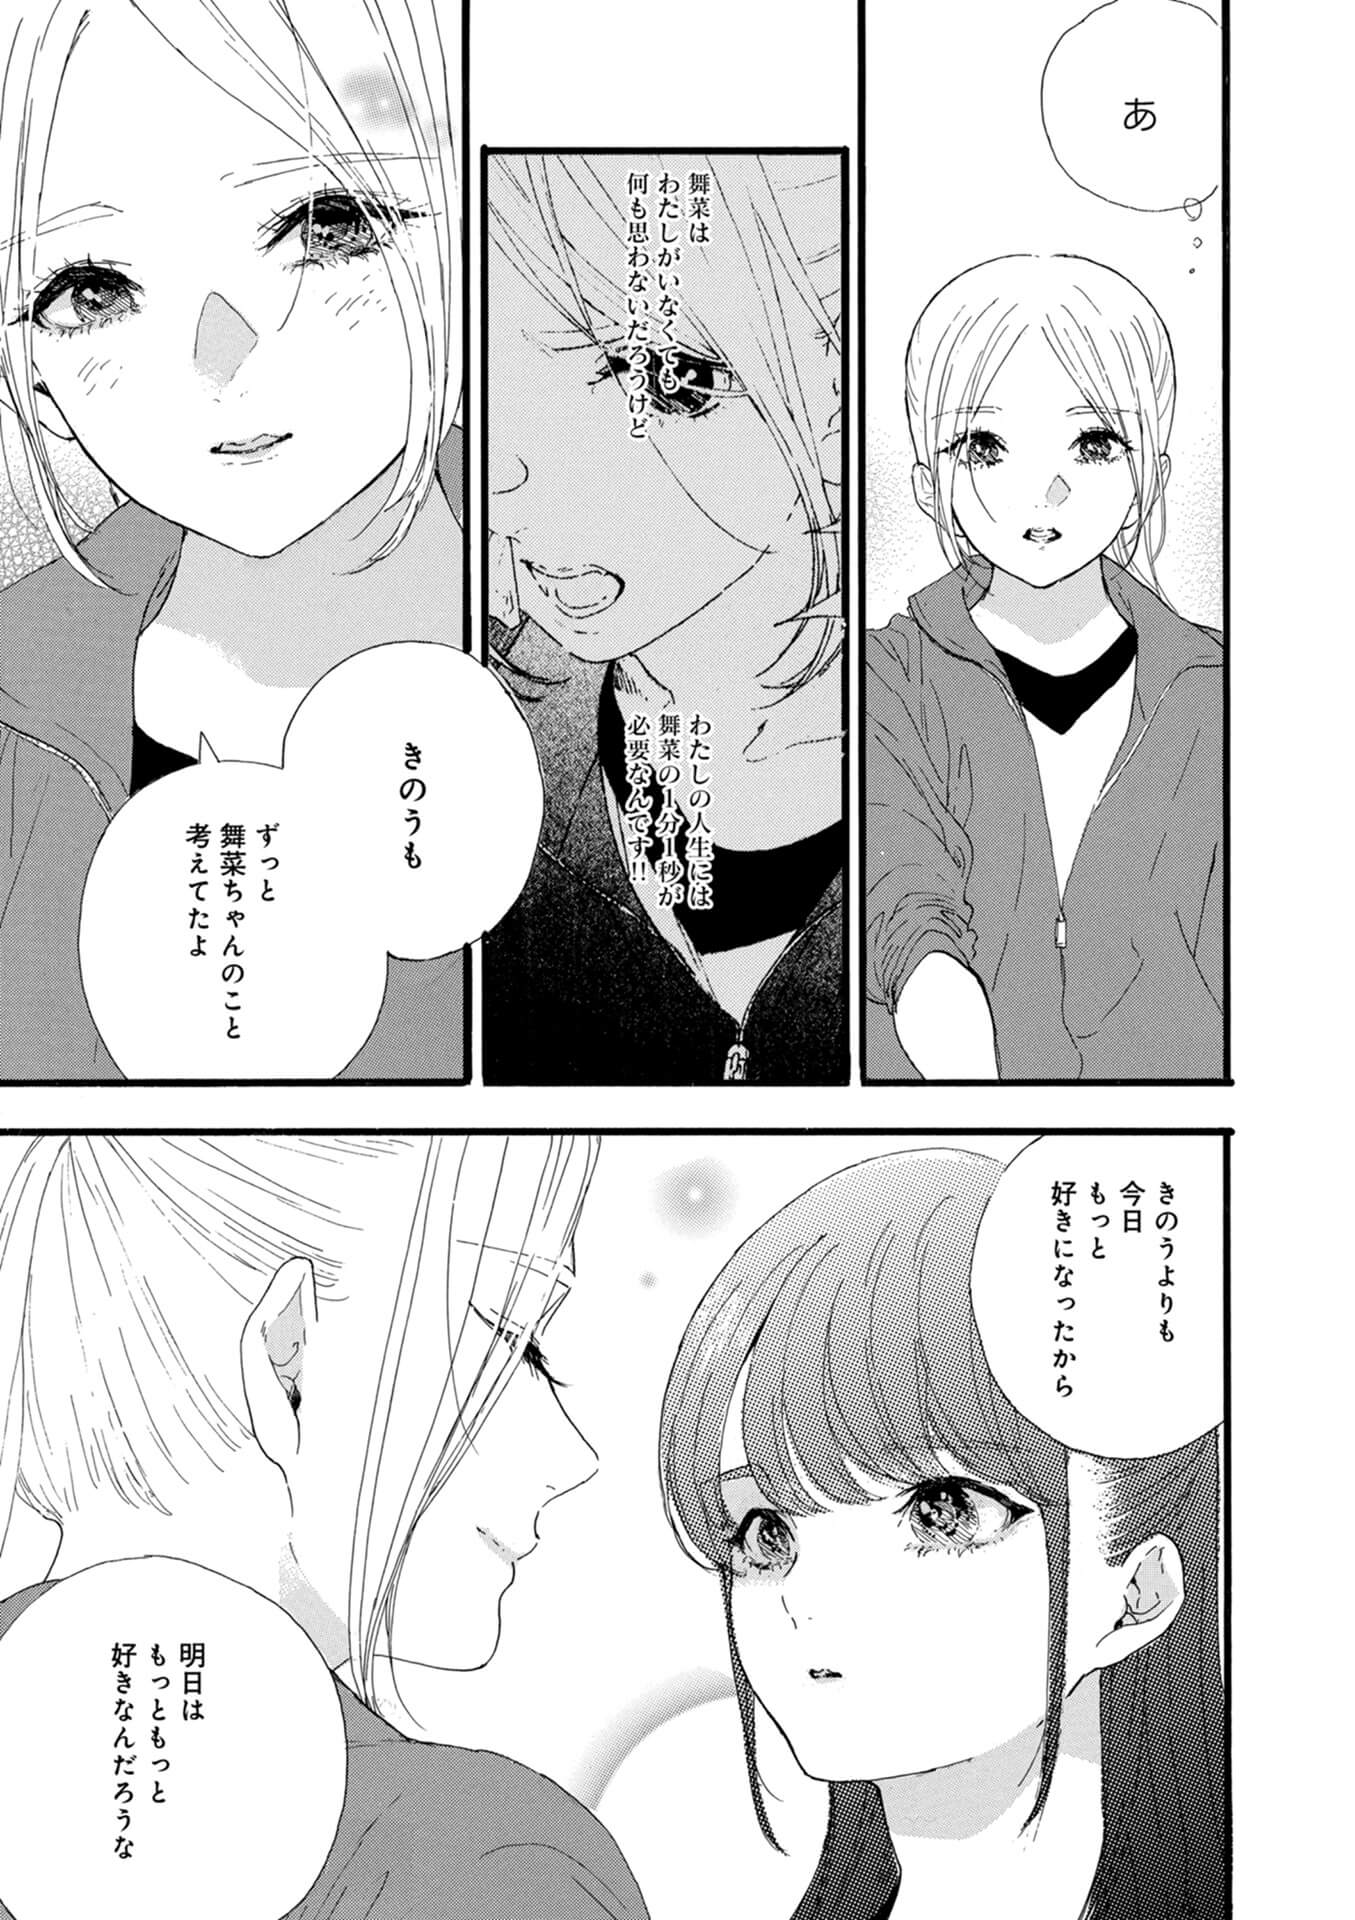 あ
舞菜は
わたしがいなくても
何も思わないだろうけど
わたしの人生には
舞菜の1分1秒が
必要なんです!!
きのうも
ずっと
舞菜ちゃんのこと
考えてたよ
きのうよりも
今日
もっと
好きになったから
明日は
もっともっと
好きなんだろうな